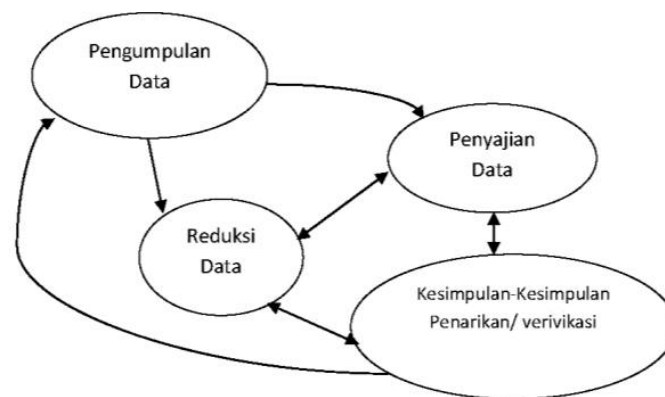 Pengumpulan
Data
Penyajian
Data
Reduksi
Data
Kesimpulan-Kesimpulan
Penarikan/ verivikasi